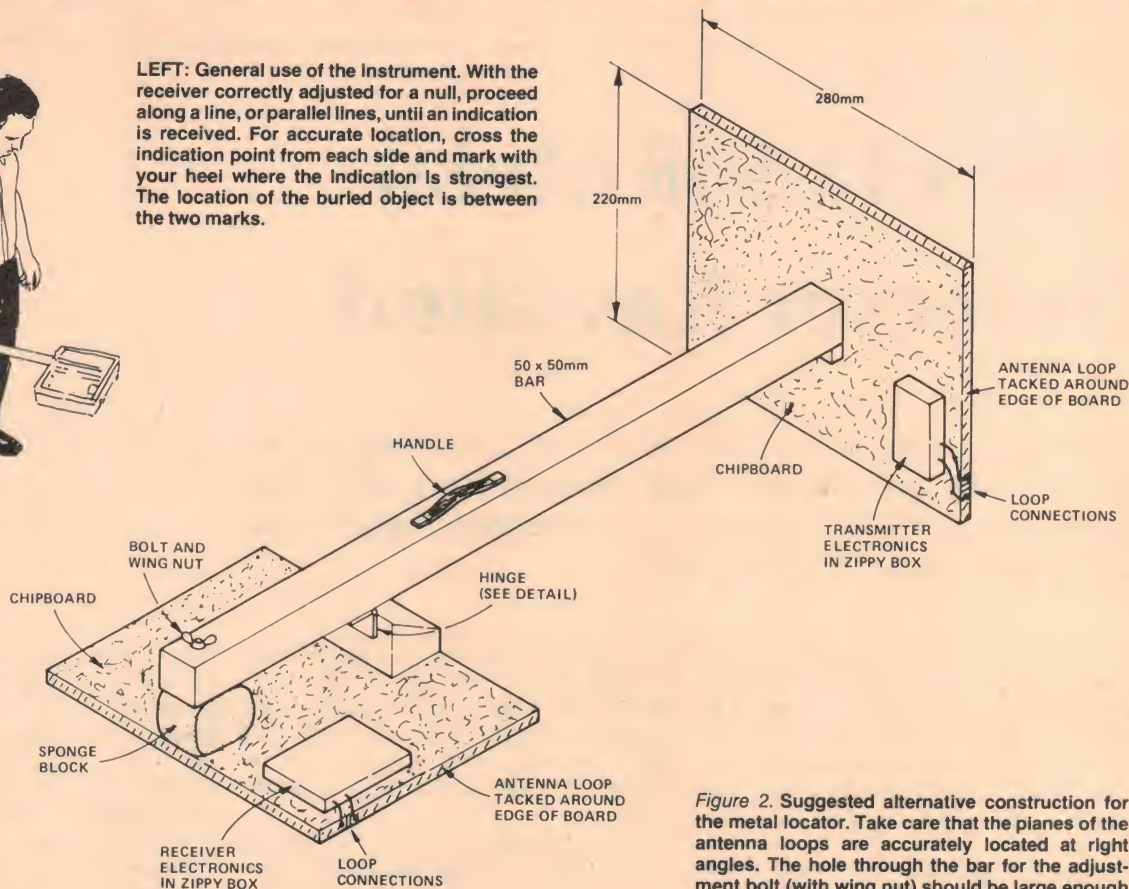 LEFT: General use of the instrument. With the
receiver correctly adjusted for a null, proceed
along a line, or parallel lines, until an indication
is received. For accurate location, cross the
indication point from each side and mark with
your heel where the indication is strongest.
The location of the buried object is between
the two marks.
280mm
220mm
50 x 50mm
BAR
HANDLE
ANTENNA LOOP
TACKED AROUND
EDGE OF BOARD
CHIPBOARD
LOOP
CONNECTIONS
TRANSMITTER
ELECTRONICS
IN ZIPPY BOX
BOLT AND
WING NUT
HINGE
(SEE DETAIL)
CHIPBOARD
SPONGE
BLOCK
ANTENNA LOOP
TACKED AROUND
EDGE OF BOARD
RECEIVER
ELECTRONICS
IN ZIPPY BOX
LOOP
CONNECTIONS
Figure 2. Suggested alternative construction for
the metal locator. Take care that the planes of the
antenna loops are accurately located at right
angles. The hole through the bar for the adjust-
ment bolt (with wing nut) should be large enough